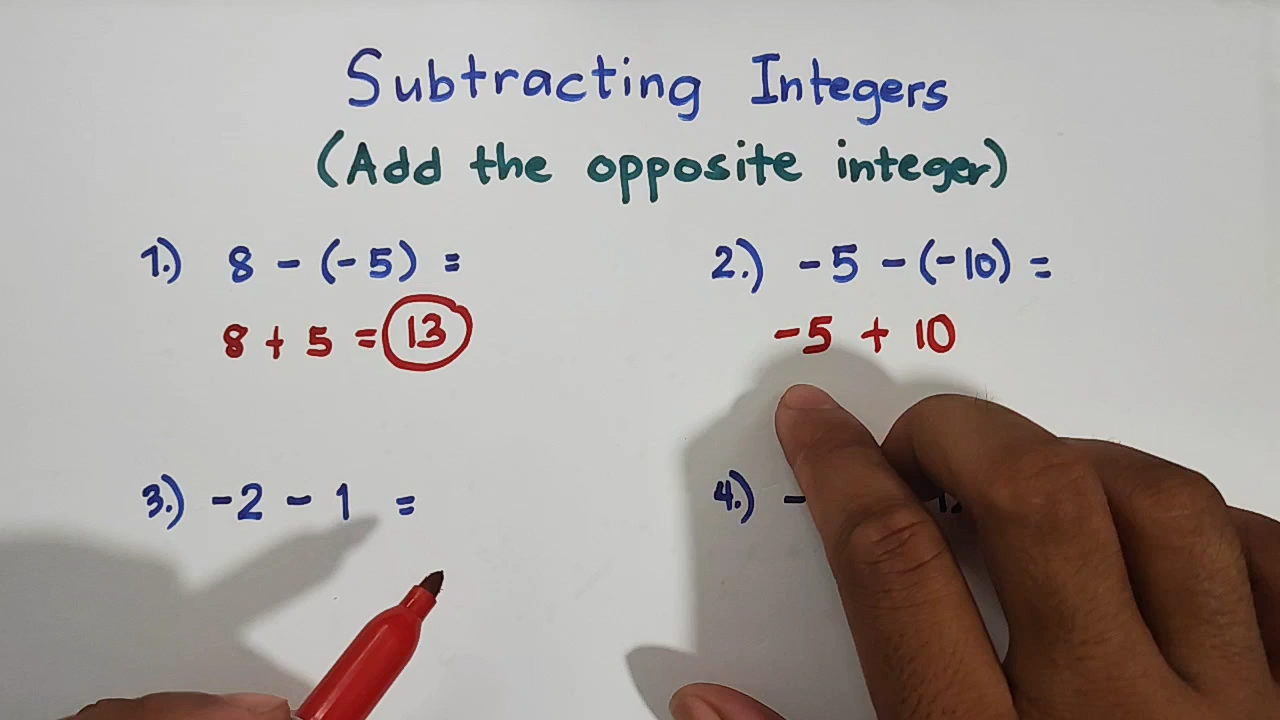 Subtracting Integers
(Add the opposite integer)
1.) 8 - (-5) =
8 + 5 = 13
2.) -5 - (-10) =
-5 + 10
3.) -2 - 1 =
4.) -